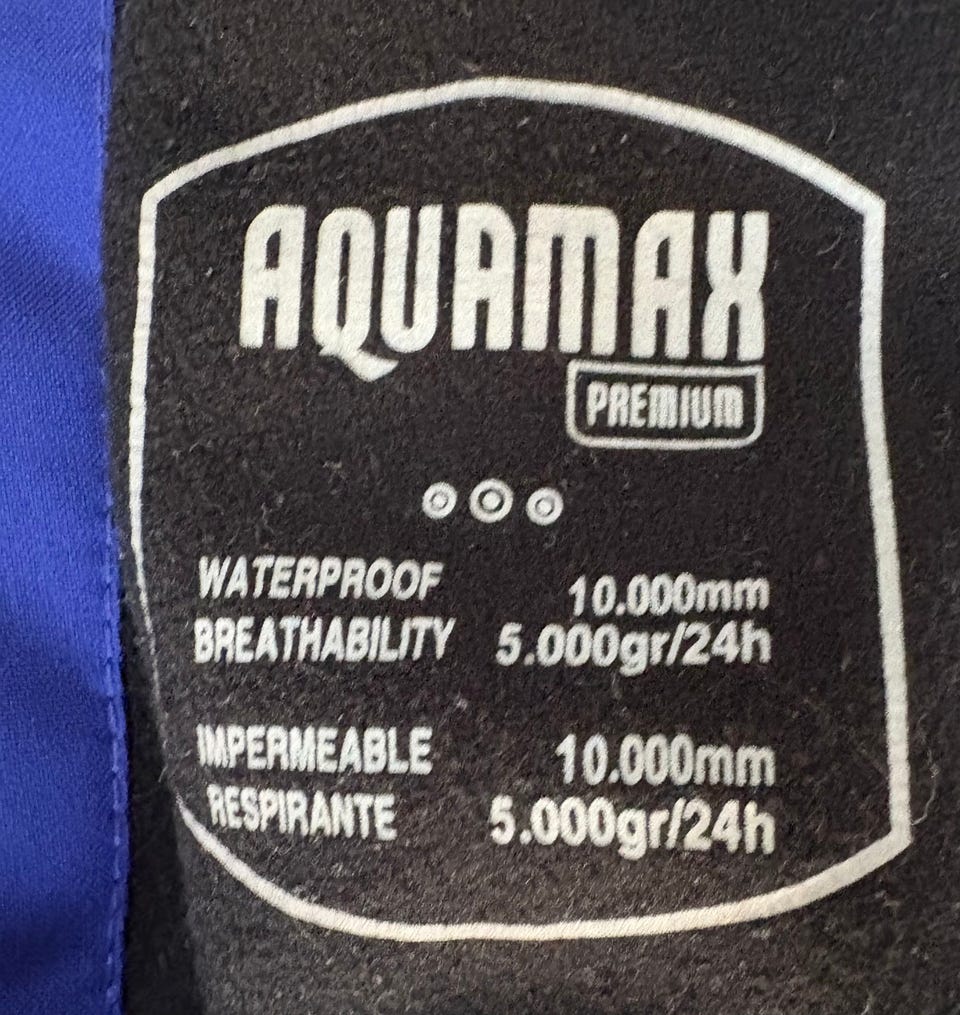 AQUAMAX
PREMIUM
WATERPROOF 10.000mm
BREATHABILITY 5.000gr/24h
IMPERMEABLE 10.000mm
RESPIRANTE 5.000gr/24h